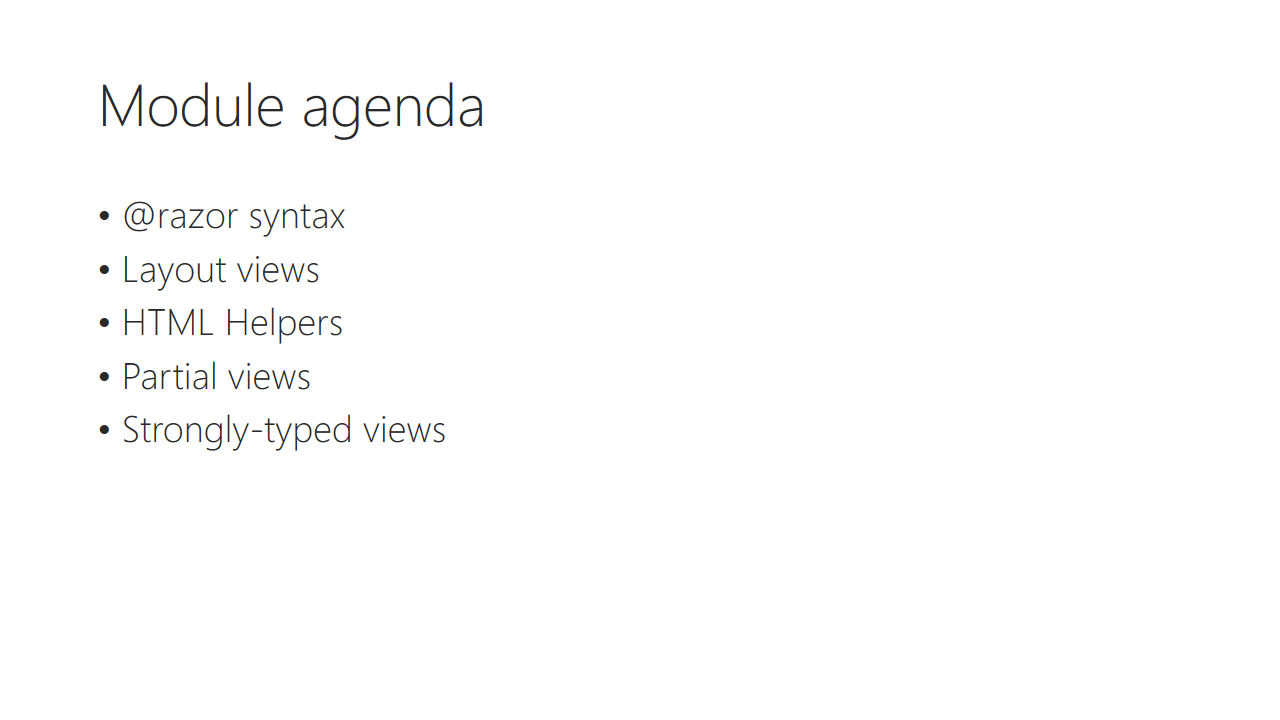 Module agenda
• @razor syntax
• Layout views
• HTML Helpers
• Partial views
• Strongly-typed views